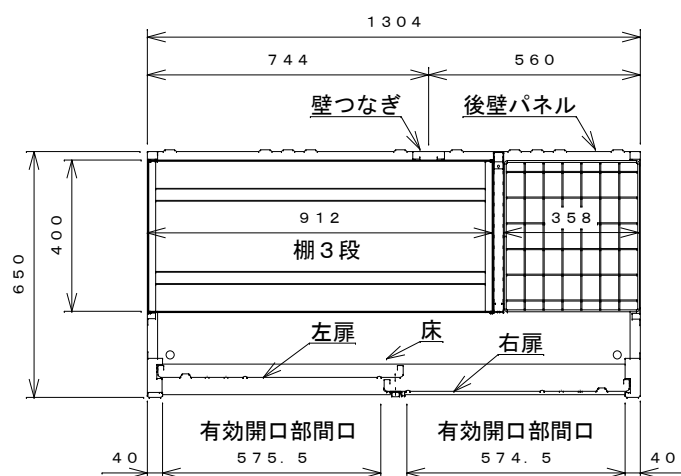 1304
744
560
壁つなぎ
後壁パネル
650
400
912
358
棚3段
左扉
床
右扉
有効開口部間口
有効開口部間口
40
575.5
574.5
40